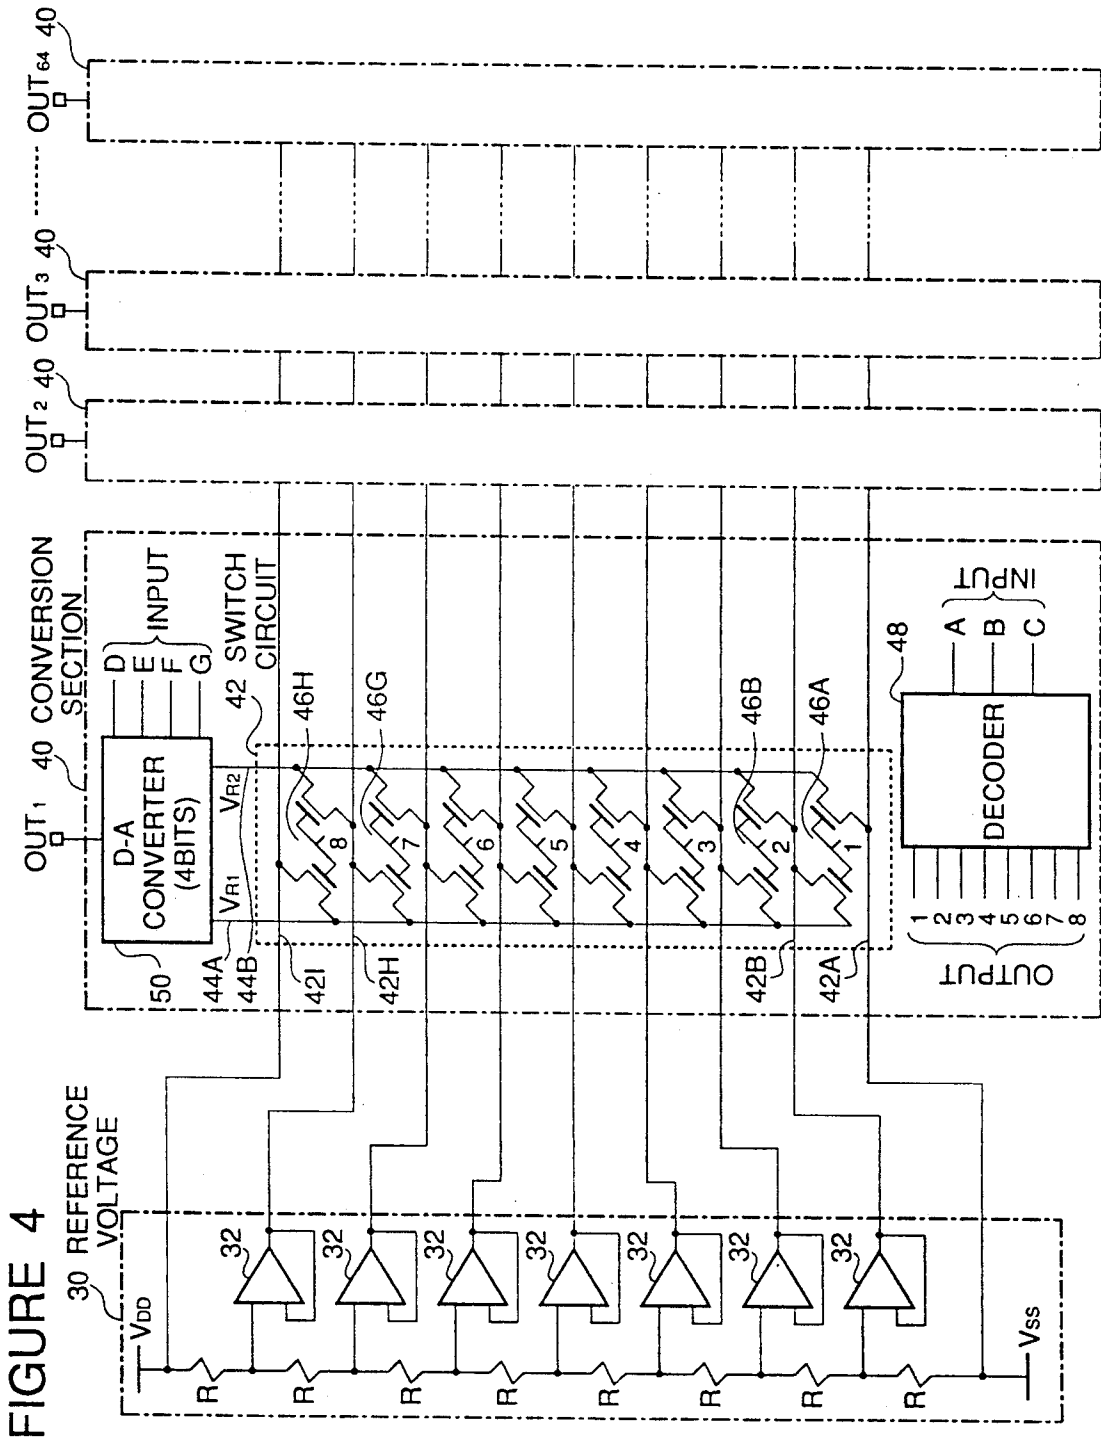 FIGURE 4
30 REFERENCE
VOLTAGE
VDD
R
R
R
R
R
R
R
R
VSS
32
32
32
32
32
32
32
OUT1
40 CONVERSION
SECTION
D-A
CONVERTER
(4BITS)
50
D
E
F
G
INPUT
VR1
VR2
44A
44B
42I
42H
42B
42A
42 SWITCH
CIRCUIT
46H
46G
46B
46A
8
7
6
5
4
3
2
1
DECODER
48
A
B
C
INPUT
1
2
3
4
5
6
7
8
OUTPUT
OUT2
40
OUT3
40
OUT64
40